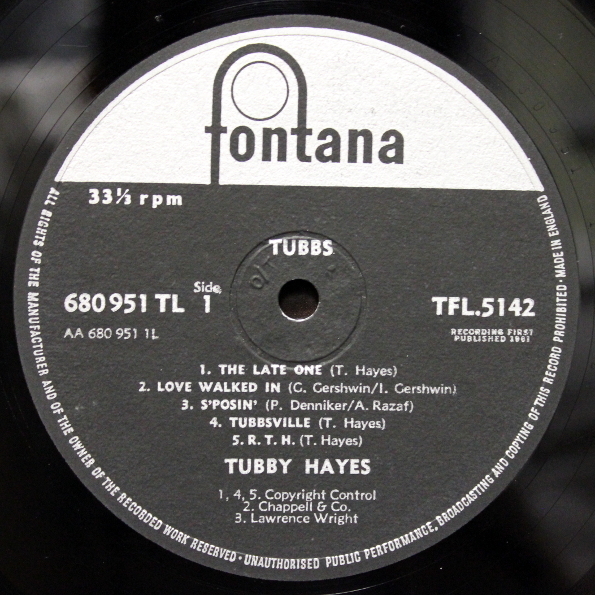 fontana
33⅓ rpm
TUBBS
680951 TL Side 1
TFL.5142
AA 680 951 1L
RECORDING FIRST
PUBLISHED 1961
1. THE LATE ONE (T. Hayes)
2. LOVE WALKED IN (G. Gershwin/I. Gershwin)
3. S'POSIN' (P. Denniker/A. Razaf)
4. TUBBSVILLE (T. Hayes)
5. R. T. H. (T. Hayes)
TUBBY HAYES
1, 4, 5. Copyright Control
2. Chappell & Co.
3. Lawrence Wright
ALL RIGHTS OF THE MANUFACTURER AND OF THE OWNER OF THE RECORDED WORK RESERVED · UNAUTHORISED PUBLIC PERFORMANCE, BROADCASTING AND COPYING OF THIS RECORD PROHIBITED · MADE IN ENGLAND